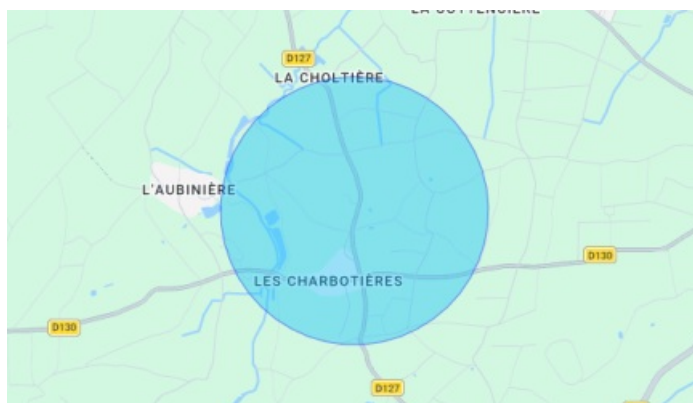 D127
LA CHOLTIÈRE
L'AUBINIÈRE
D130
LES CHARBOTIÈRES
D130
D127